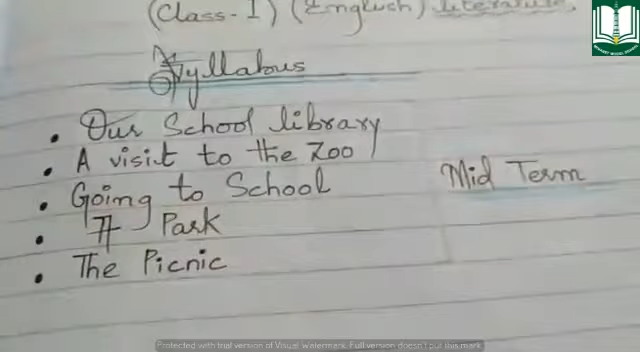 (Class-I) (English) literature.
Syllabous
• Our School library
• A visit to the Zoo
• Going to School
Mid Term
• A Park
• The Picnic
Protected with trial version of Visual Watermark. Full version doesn't put this mark.